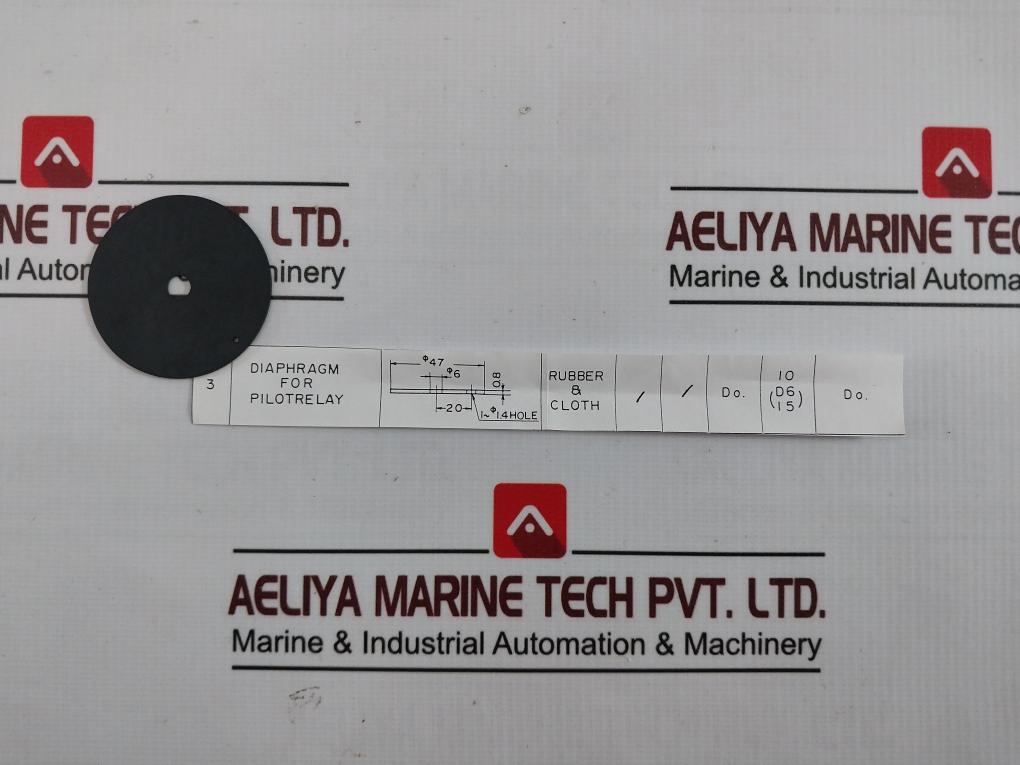 NE TE T. LTD.
al Autom hinery
AELIYA MARINE TEC
Marine & Industrial Automa
3
DIAPHRAGM
FOR
PILOTRELAY
Φ47
Φ6
0.8
20
1~Φ1.4HOLE
RUBBER
&
CLOTH
/
/
Do.
10
(D6
15)
Do.
AELIYA MARINE TECH PVT. LTD.
Marine & Industrial Automation & Machinery